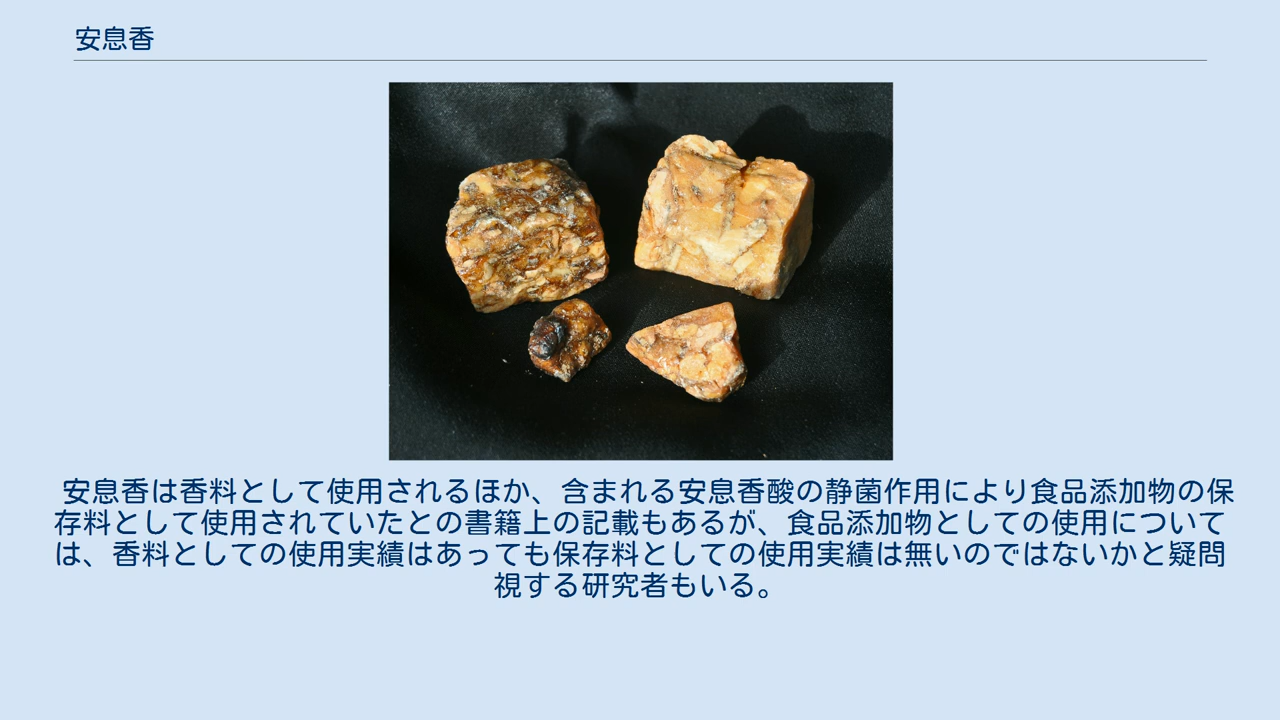 安息香
安息香は香料として使用されるほか、含まれる安息香酸の静菌作用により食品添加物の保
存料として使用されていたとの書籍上の記載もあるが、食品添加物としての使用について
は、香料としての使用実績はあっても保存料としての使用実績は無いのではないかと疑問
視する研究者もいる。